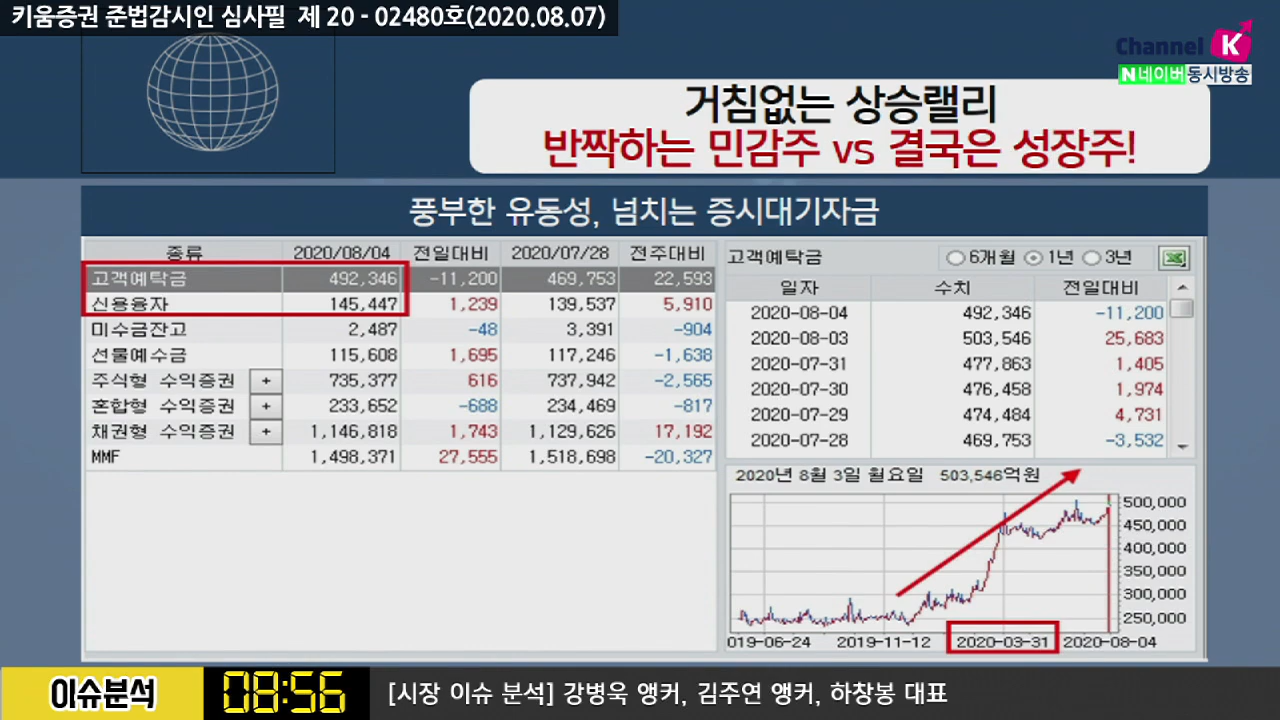 키움증권 준법감시인 심사필 제 20 - 02480호(2020.08.07)
Channel K
N네이버 동시방송
거침없는 상승랠리
반짝하는 민감주 vs 결국은 성장주!
풍부한 유동성, 넘치는 증시대기자금
종류 2020/08/04 전일대비 2020/07/28 전주대비
고객예탁금 492,346 -11,200 469,753 22,593
신용융자 145,447 1,239 139,537 5,910
미수금잔고 2,487 -48 3,391 -904
선물예수금 115,608 1,695 117,246 -1,638
주식형 수익증권 + 735,377 616 737,942 -2,565
혼합형 수익증권 + 233,652 -688 234,469 -817
채권형 수익증권 + 1,146,818 1,743 1,129,626 17,192
MMF 1,498,371 27,555 1,518,698 -20,327
고객예탁금 6개월 1년 3년
일자 수치 전일대비
2020-08-04 492,346 -11,200
2020-08-03 503,546 25,683
2020-07-31 477,863 1,405
2020-07-30 476,458 1,974
2020-07-29 474,484 4,731
2020-07-28 469,753 -3,532
2020년 8월 3일 월요일 503,546억원
500,000
450,000
400,000
350,000
300,000
250,000
019-06-24 2019-11-12 2020-03-31 2020-08-04
이슈분석 08:56 [시장 이슈 분석] 강병욱 앵커, 김주연 앵커, 하창봉 대표